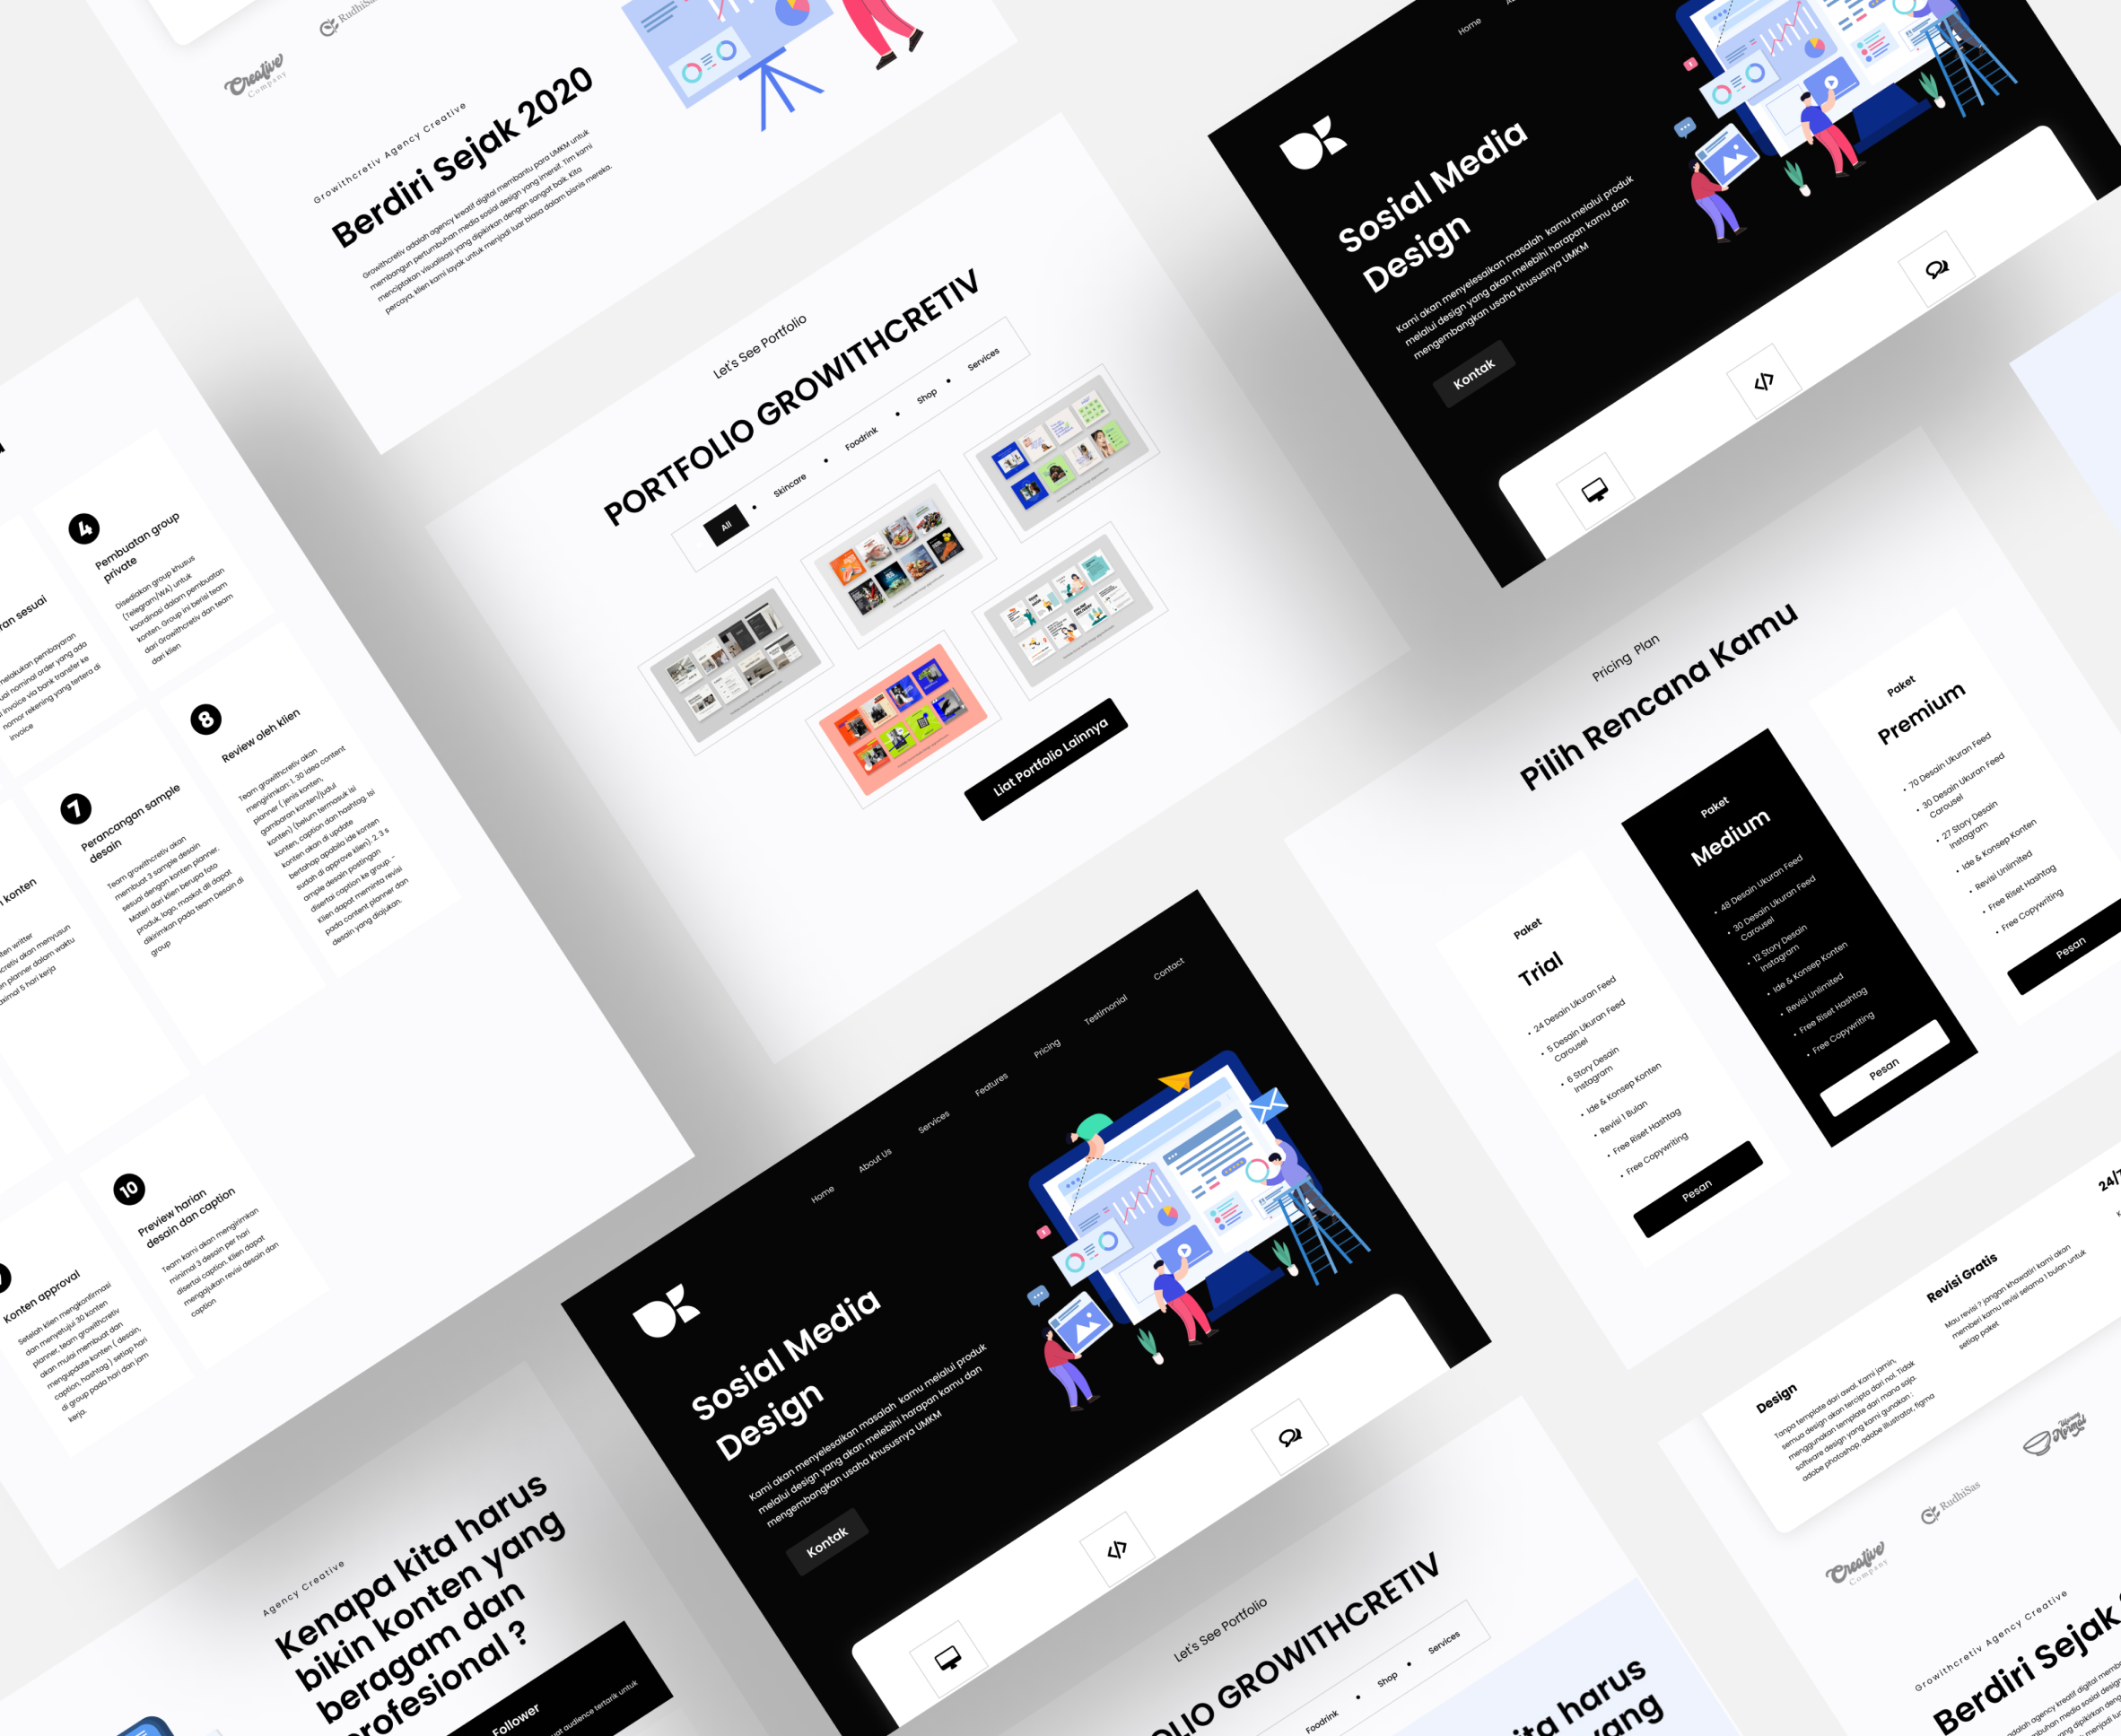 Creative
Company
RudhiSas
Growithcretiv Agency Creative
Berdiri Sejak 2020
Growithcretiv adalah agency kreatif digital membantu para UMKM untuk
membangun pertumbuhan media sosial design yang imersif. Tim kami
menciptakan visualisasi yang dipikirkan dengan sangat baik. Kita
percaya, klien kami layak untuk menjadi luar biasa dalam bisnis mereka.
Let's See Portfolio
PORTFOLIO GROWITHCRETIV
All
Skincare
Foodrink
Shop
Services
Liat Portfolio Lainnya
Home
Sosial Media
Design
Kami akan menyelesaikan masalah kamu melalui produk
melalui design yang akan melebihi harapan kamu dan
mengembangkan usaha khususnya UMKM
Kontak
ran sesuai
melakukan pembayaran
uai nominal order yang ada
invoice via bank transfer ke
nomor rekening yang tertera di
invoice
4
Pembuatan group
private
Disediakan group khusus
(Telegram/WA) untuk
koordinasi dalam pembuatan
konten. Group ini berisi team
dari Growithcretiv dan team
dari klien
konten
ten writter
cretiv akan menyusun
en planner dalam waktu
aximal 5 hari kerja
7
Perancangan sample
desain
Team growithcretiv akan
membuat 3 sample desain
sesuai dengan konten planner.
Materi dari klien berupa foto
produk, logo, maskot dll dapat
dikirimkan pada team Desain di
group
8
Review oleh klien
Team growithcretiv akan
mengirimkan: 1. 30 idea content
planner ( jenis konten,
gambaran konten/judul
konten) (belum termasuk isi
konten, caption dan hashtag, isi
konten akan di update
bertahap apabila ide konten
sudah di approve klien). 2. 3 s
ample desain postingan
disertai caption ke group. -
Klien dapat meminta revisi
pada content planner dan
desain yang diajukan.
Konten approval
Setelah klien mengkonfirmasi
dan menyetujui 30 konten
planner, team growithcretiv
akan mulai membuat dan
mengupdate konten ( desain,
caption, hashtag ) setiap hari
di group pada hari dan jam
kerja.
10
Preview harian
desain dan caption
Team kami akan mengirimkan
minimal 3 desain per hari
disertai caption. Klien dapat
mengajukan revisi desain dan
caption
Pricing Plan
Pilih Rencana Kamu
Paket
Trial
• 24 Desain Ukuran Feed
• 5 Desain Ukuran Feed
Carousel
• 6 Story Desain
Instagram
• Ide & Konsep Konten
• Revisi 1 Bulan
• Free Riset Hashtag
• Free Copywriting
Pesan
Paket
Medium
• 48 Desain Ukuran Feed
• 30 Desain Ukuran Feed
Carousel
• 12 Story Desain
Instagram
• Ide & Konsep Konten
• Revisi Unlimited
• Free Riset Hashtag
• Free Copywriting
Pesan
Paket
Premium
• 70 Desain Ukuran Feed
• 30 Desain Ukuran Feed
Carousel
• 27 Story Desain
Instagram
• Ide & Konsep Konten
• Revisi Unlimited
• Free Riset Hashtag
• Free Copywriting
Pesan
Home
About Us
Services
Features
Pricing
Testimonial
Contact
Sosial Media
Design
Kami akan menyelesaikan masalah kamu melalui produk
melalui design yang akan melebihi harapan kamu dan
mengembangkan usaha khususnya UMKM
Kontak
Design
Tanpa template dari awal. Kami jamin,
semua design akan tercipta dari nol. Tidak
menggunakan template dari mana saja.
software design yang kami gunakan :
adobe photoshop, adobe illustrator, figma
Revisi Gratis
Mau revisi ? jangan khawatir! kami akan
memberi kamu revisi selama 1 bulan untuk
setiap paket
24/7
Creative
Company
RudhiSas
Normal
Growithcretiv Agency Creative
Berdiri Sejak
Agency Creative
Kenapa kita harus
bikin konten yang
beragam dan
profesional ?
Follower
audience tertarik untuk
Let's See Portfolio
OLIO GROWITHCRETIV
Foodrink
Shop
Services
ita harus
yang